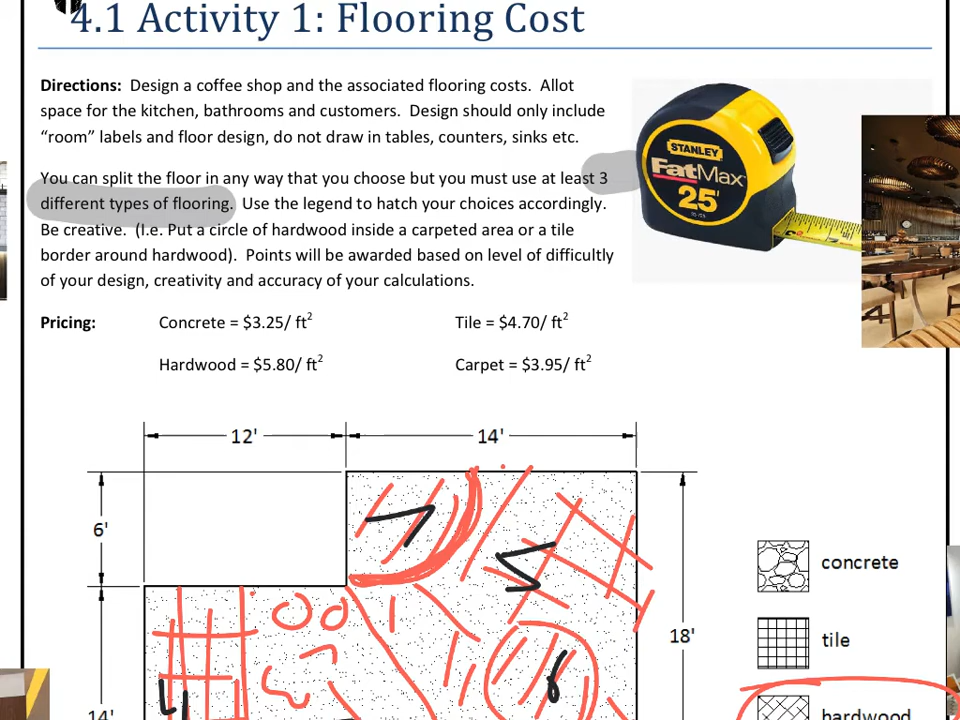 4.1 Activity 1: Flooring Cost
Directions: Design a coffee shop and the associated flooring costs. Allot
space for the kitchen, bathrooms and customers. Design should only include
“room” labels and floor design, do not draw in tables, counters, sinks etc.
You can split the floor in any way that you choose but you must use at least 3
different types of flooring. Use the legend to hatch your choices accordingly.
Be creative. (I.e. Put a circle of hardwood inside a carpeted area or a tile
border around hardwood). Points will be awarded based on level of difficultly
of your design, creativity and accuracy of your calculations.
STANLEY
FatMax
25'
Pricing: Concrete = $3.25/ ft² Tile = $4.70/ ft²
Hardwood = $5.80/ ft² Carpet = $3.95/ ft²
12' 14'
6'
concrete
18'
tile
14'
hardwood